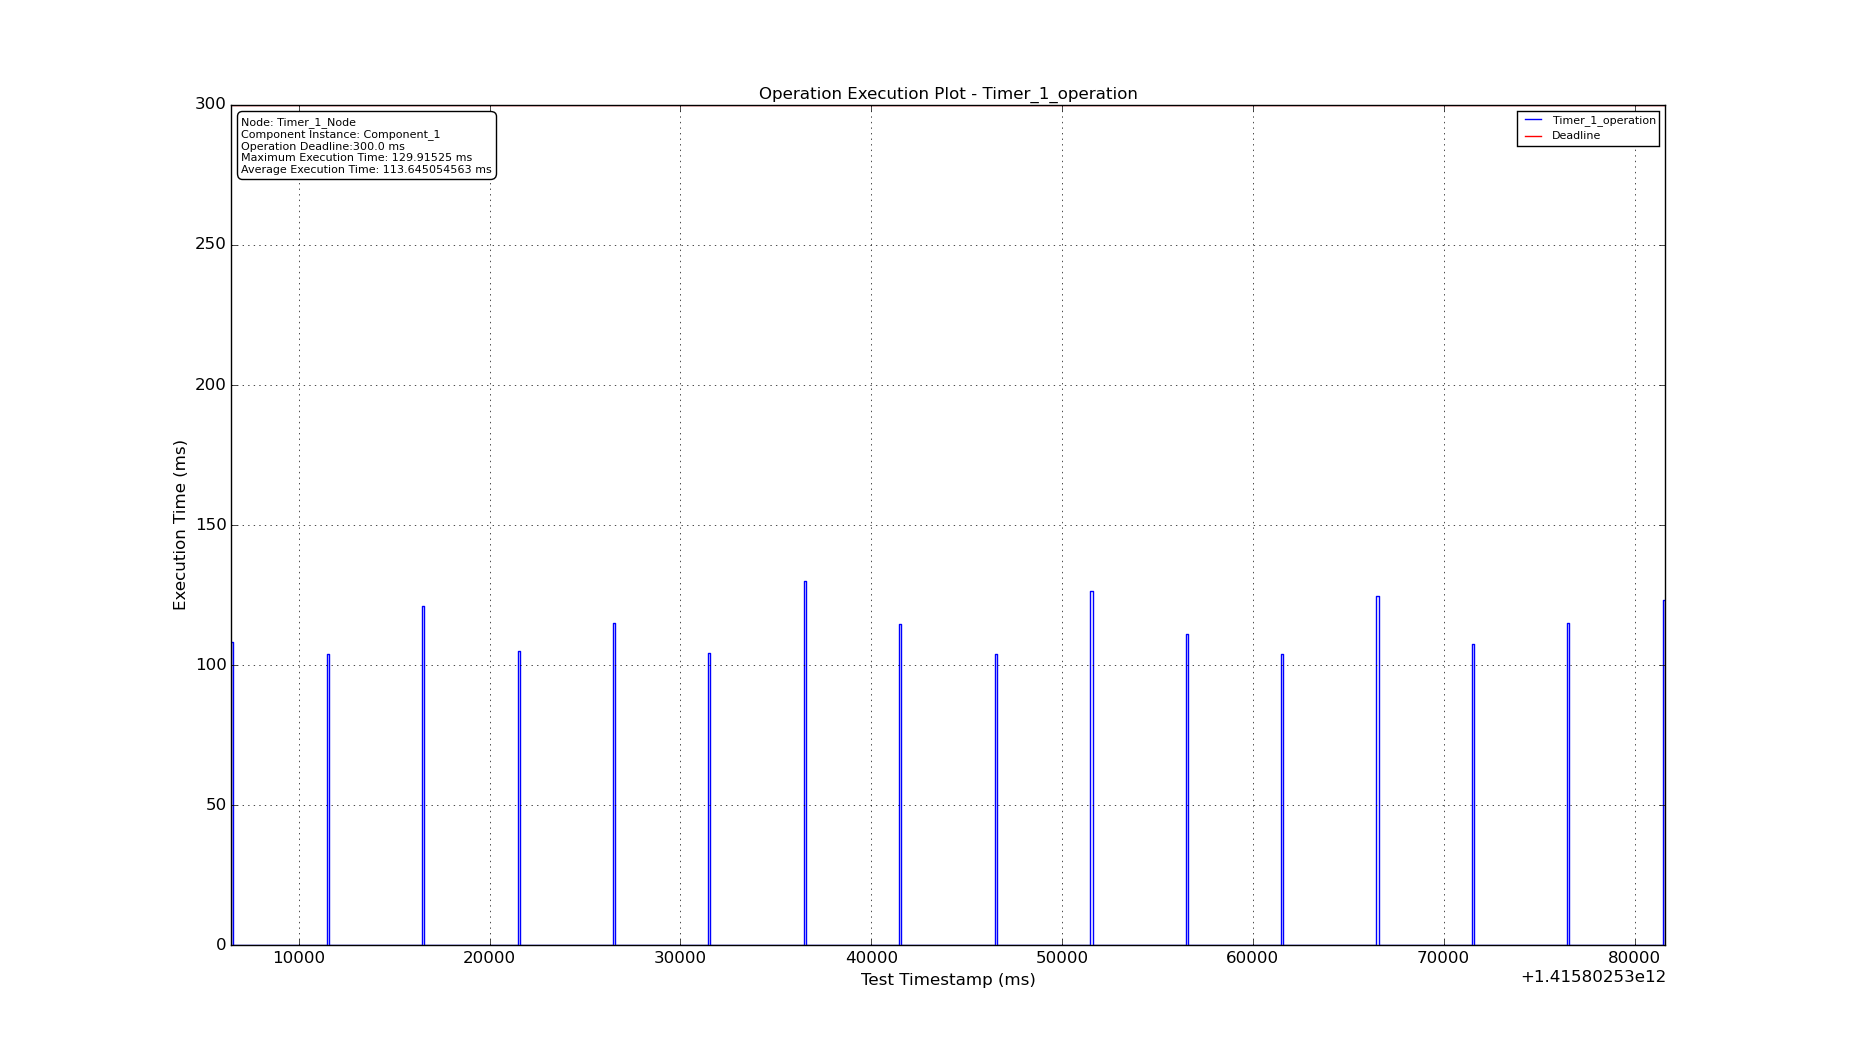 Operation Execution Plot - Timer_1_operation
300
Node: Timer_1_Node
Component Instance: Component_1
Operation Deadline:300.0 ms
Maximum Execution Time: 129.91525 ms
Average Execution Time: 113.645054563 ms
Timer_1_operation
Deadline
250
200
150
100
50
0
Execution Time (ms)
10000 20000 30000 40000 50000 60000 70000 80000
Test Timestamp (ms)
+1.41580253e12